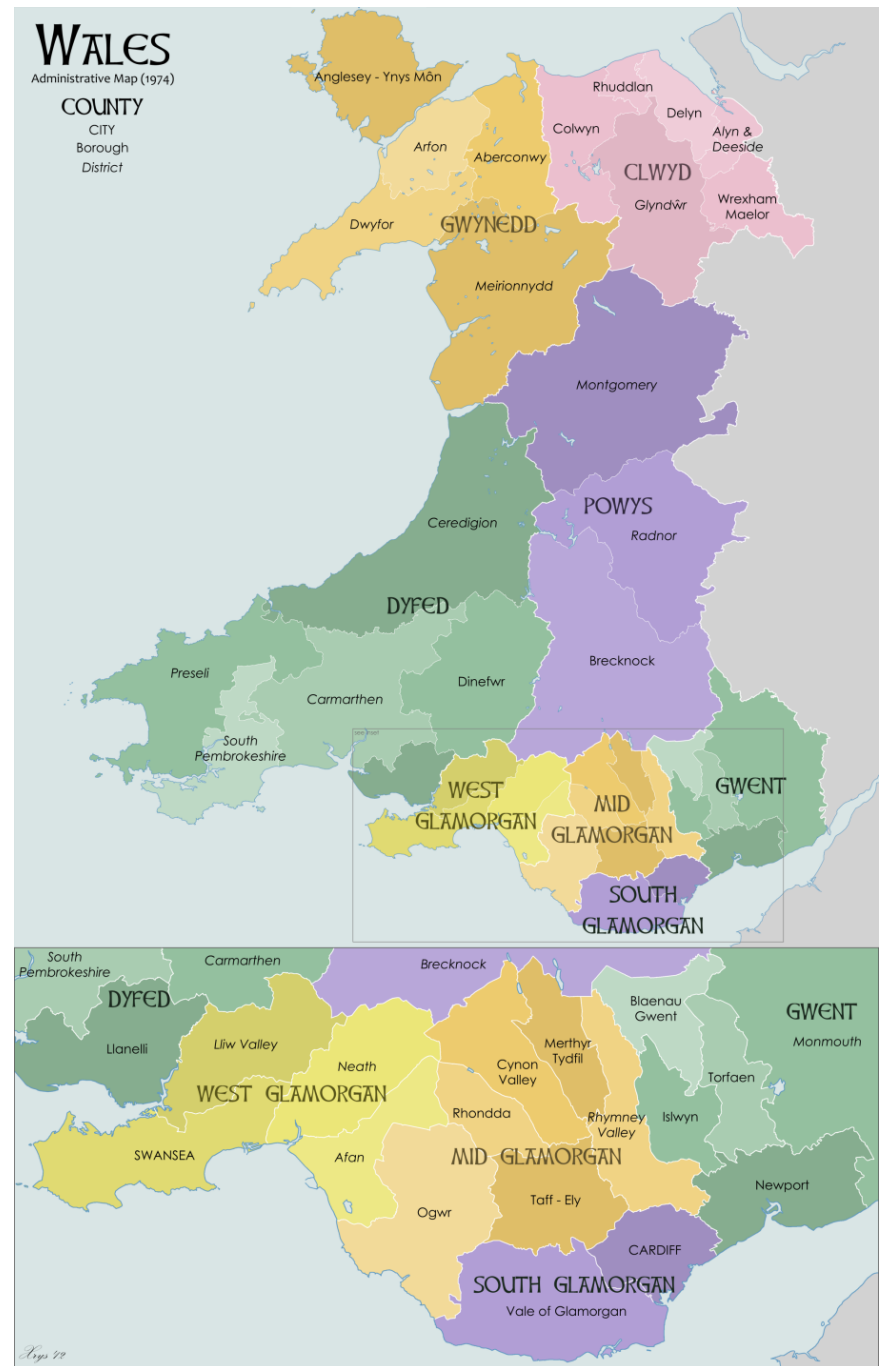 WALES
Administrative Map (1974)
COUNTY
CITY
Borough
District
Anglesey - Ynys Môn
Rhuddlan
Delyn
Colwyn
Alyn &
Deeside
Arfon
Aberconwy
CLWYD
Glyndŵr
Wrexham
Maelor
Dwyfor
GWYNEDD
Meirionnydd
Montgomery
POWYS
Ceredigion
Radnor
DYFED
Brecknock
Preseli
Dinefwr
Carmarthen
South
Pembrokeshire
see inset
WEST
GLAMORGAN
MID
GLAMORGAN
GWENT
SOUTH
GLAMORGAN
South
Pembrokeshire
Carmarthen
Brecknock
DYFED
Blaenau
Gwent
GWENT
Llanelli
Lliw Valley
Merthyr
Tydfil
Monmouth
Neath
Cynon
Valley
Torfaen
WEST GLAMORGAN
Rhondda
Rhymney
Valley
Islwyn
SWANSEA
Afan
MID GLAMORGAN
Newport
Ogwr
Taff - Ely
CARDIFF
SOUTH GLAMORGAN
Vale of Glamorgan